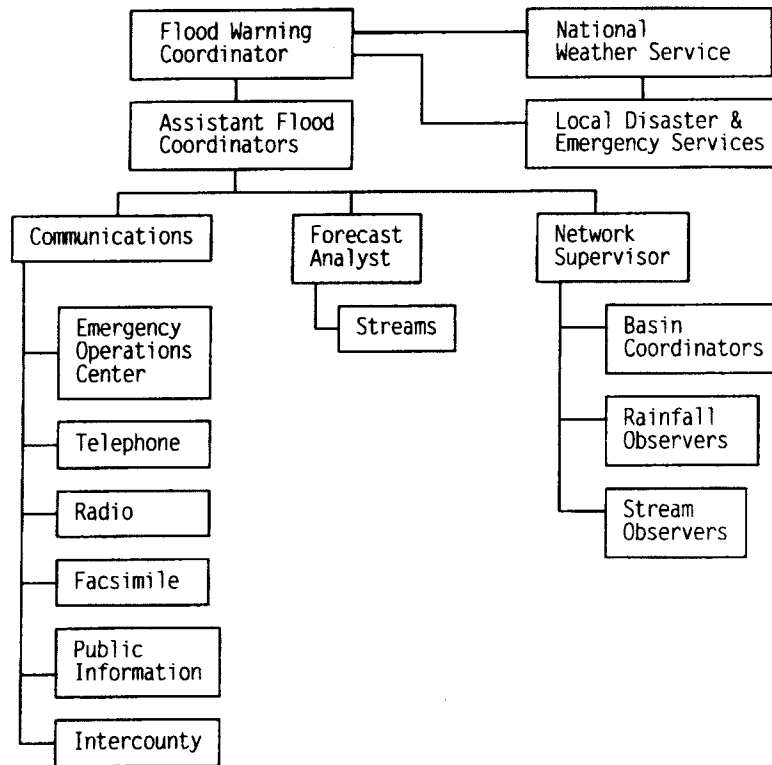 Flood Warning
Coordinator
National
Weather Service
Assistant Flood
Coordinators
Local Disaster &
Emergency Services
Communications
Forecast
Analyst
Network
Supervisor
Emergency
Operations
Center
Telephone
Radio
Facsimile
Public
Information
Intercounty
Streams
Basin
Coordinators
Rainfall
Observers
Stream
Observers